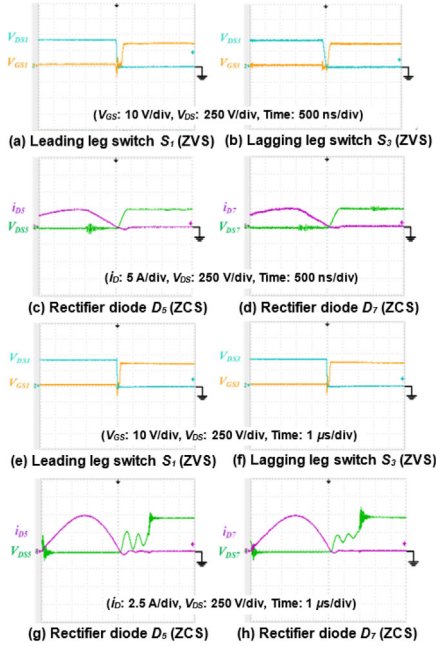 VDS1 VDS3
VGS1 VGS3
(VGS: 10 V/div, VDS: 250 V/div, Time: 500 ns/div)
(a) Leading leg switch S1 (ZVS) (b) Lagging leg switch S3 (ZVS)
iD5 iD7
VDS5 VDS7
(iD: 5 A/div, VDS: 250 V/div, Time: 500 ns/div)
(c) Rectifier diode D5 (ZCS) (d) Rectifier diode D7 (ZCS)
VDS1 VDS3
VGS1 VGS3
(VGS: 10 V/div, VDS: 250 V/div, Time: 1 µs/div)
(e) Leading leg switch S1 (ZVS) (f) Lagging leg switch S3 (ZVS)
iD5 iD7
VDS5 VDS7
(iD: 2.5 A/div, VDS: 250 V/div, Time: 1 µs/div)
(g) Rectifier diode D5 (ZCS) (h) Rectifier diode D7 (ZCS)